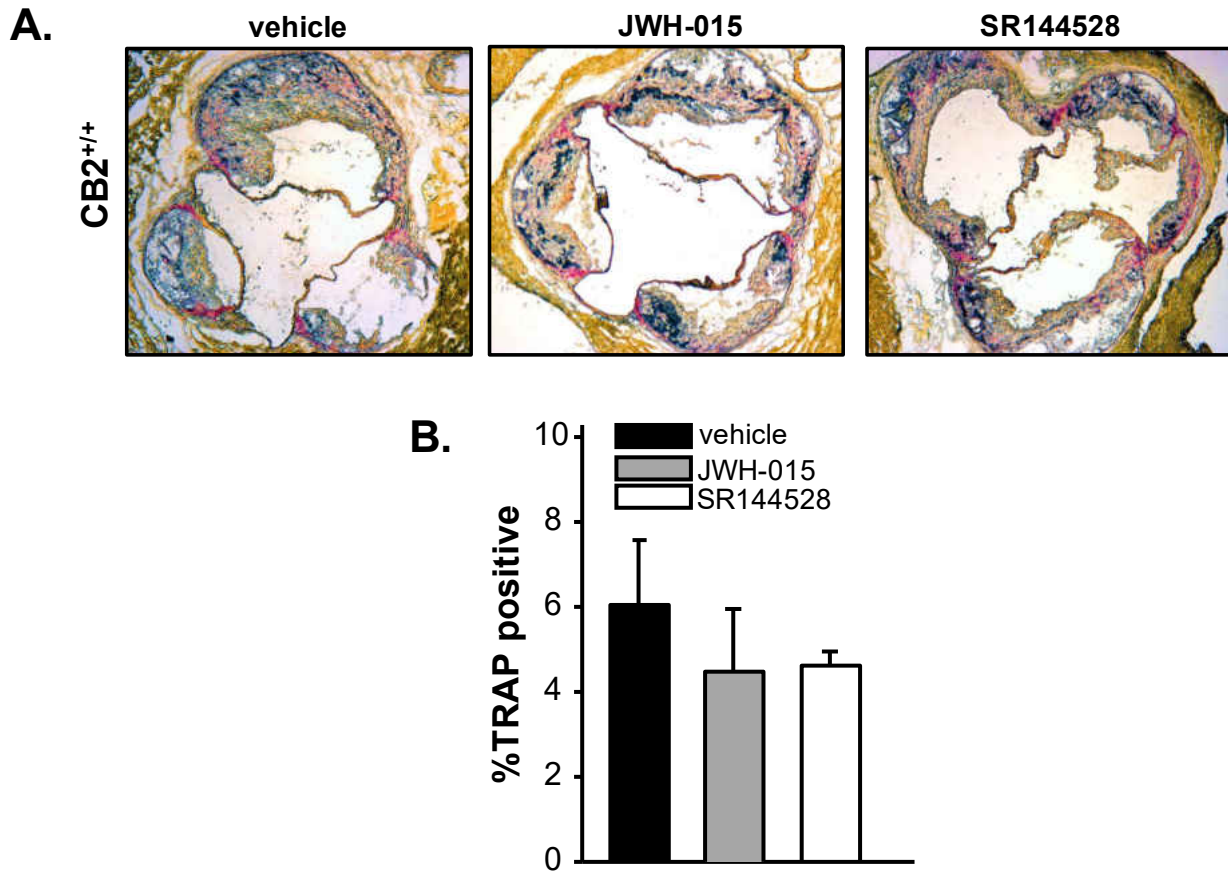 A.
vehicle JWH-015 SR144528
CB2+/+
B.
10
8
6
4
2
0
%TRAP positive
vehicle
JWH-015
SR144528